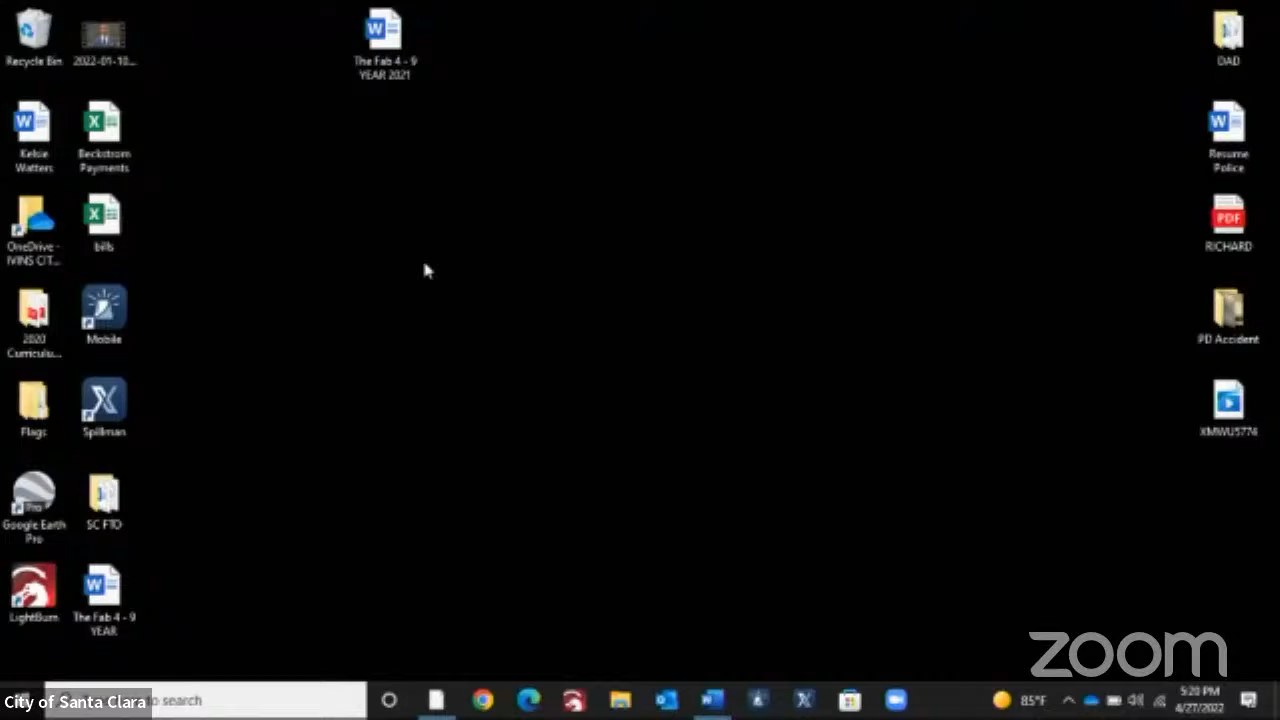 Recycle Bin
2022-01-10...
The Fab 4 - 9
YEAR 2021
DAD
Kelsie
Watters
Beckstrom
Payments
Resume
Police
OneDrive -
IVINS CIT...
bills
PDF
RICHARD
2020
Curriculu...
Mobile
PD Accident
Flags
Spillman
XMWU5774
Pro
Google Earth
Pro
SC FTO
LightBurn
The Fab 4 - 9
YEAR
zoom
City of Santa Clara
to search
85°F
5:20 PM
4/27/2022